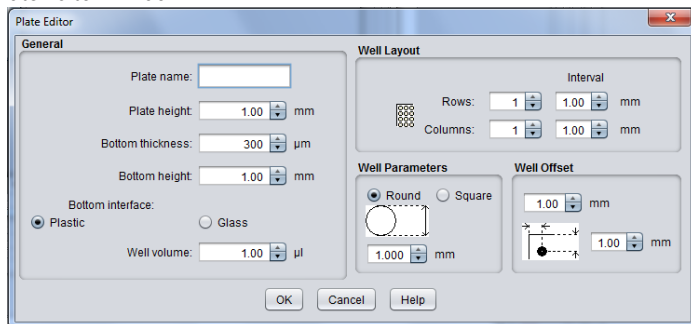 Plate Editor
General
Plate name:
Plate height: 1.00 mm
Bottom thickness: 300 µm
Bottom height: 1.00 mm
Bottom interface:
Plastic Glass
Well volume: 1.00 µl
Well Layout
Interval
Rows: 1 1.00 mm
Columns: 1 1.00 mm
Well Parameters
Round Square
1.000 mm
Well Offset
1.00 mm
1.00 mm
OK Cancel Help